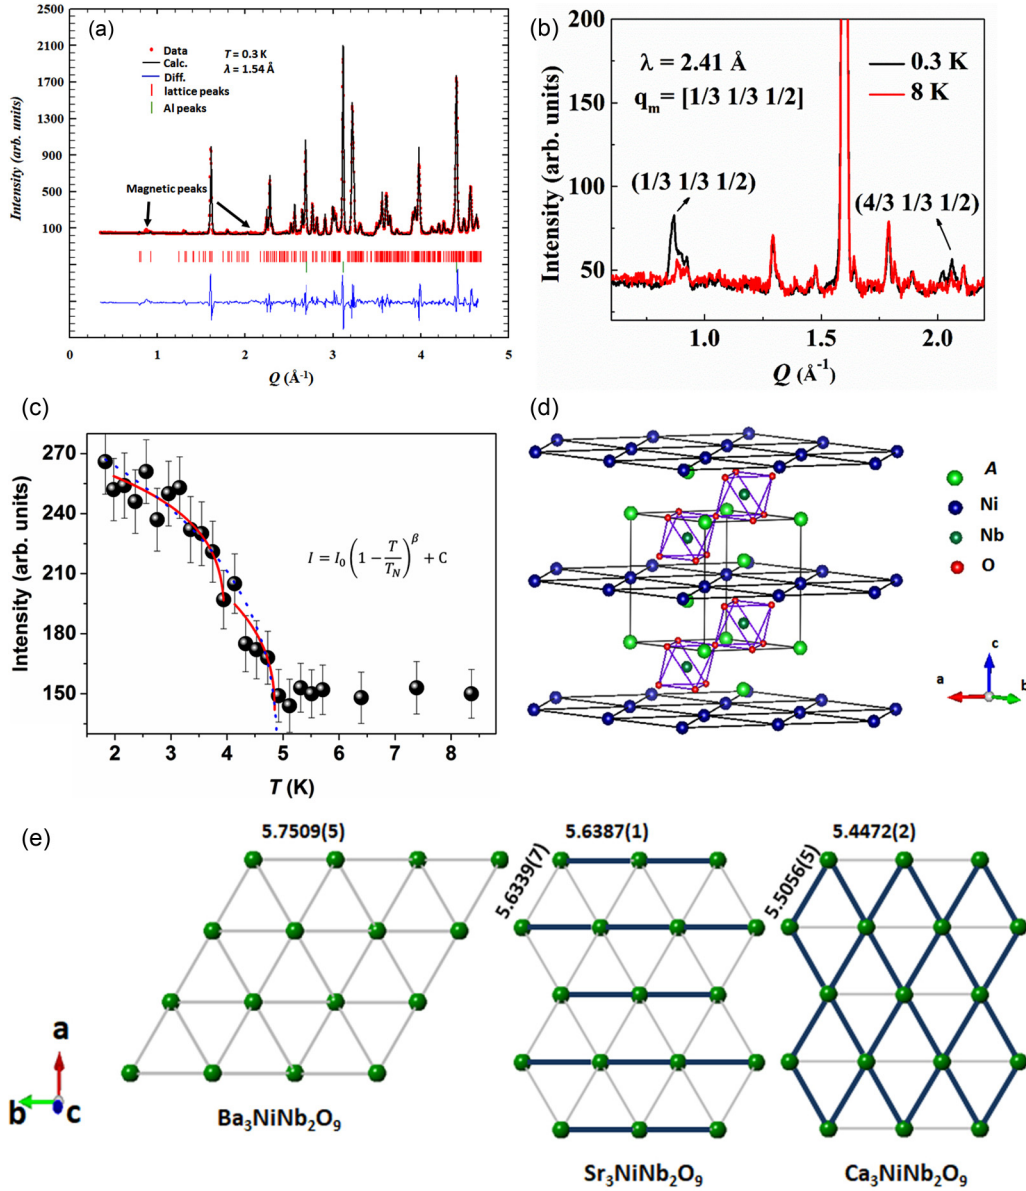 (a)
Intensity (arb. units)
2500
2100
1700
1300
900
500
100
Data
Calc.
Diff.
lattice peaks
Al peaks
T = 0.3 K
λ = 1.54 Å
Magnetic peaks
0 1 2 3 4 5
Q (Å⁻¹)
(b)
Intensity (arb. units)
200
150
100
50
λ = 2.41 Å
qₘ= [1/3 1/3 1/2]
0.3 K
8 K
(1/3 1/3 1/2)
(4/3 1/3 1/2)
1.0 1.5 2.0
Q (Å⁻¹)
(c)
Intensity (arb. units)
270
240
210
180
150
I = I₀ (1 − T/T_N)^β + C
2 3 4 5 6 7 8
T (K)
(d)
A
Ni
Nb
O
c
a
b
(e)
5.7509(5)
5.6387(1)
5.6339(7)
5.4472(2)
5.5056(5)
a
b
c
Ba₃NiNb₂O₉
Sr₃NiNb₂O₉
Ca₃NiNb₂O₉